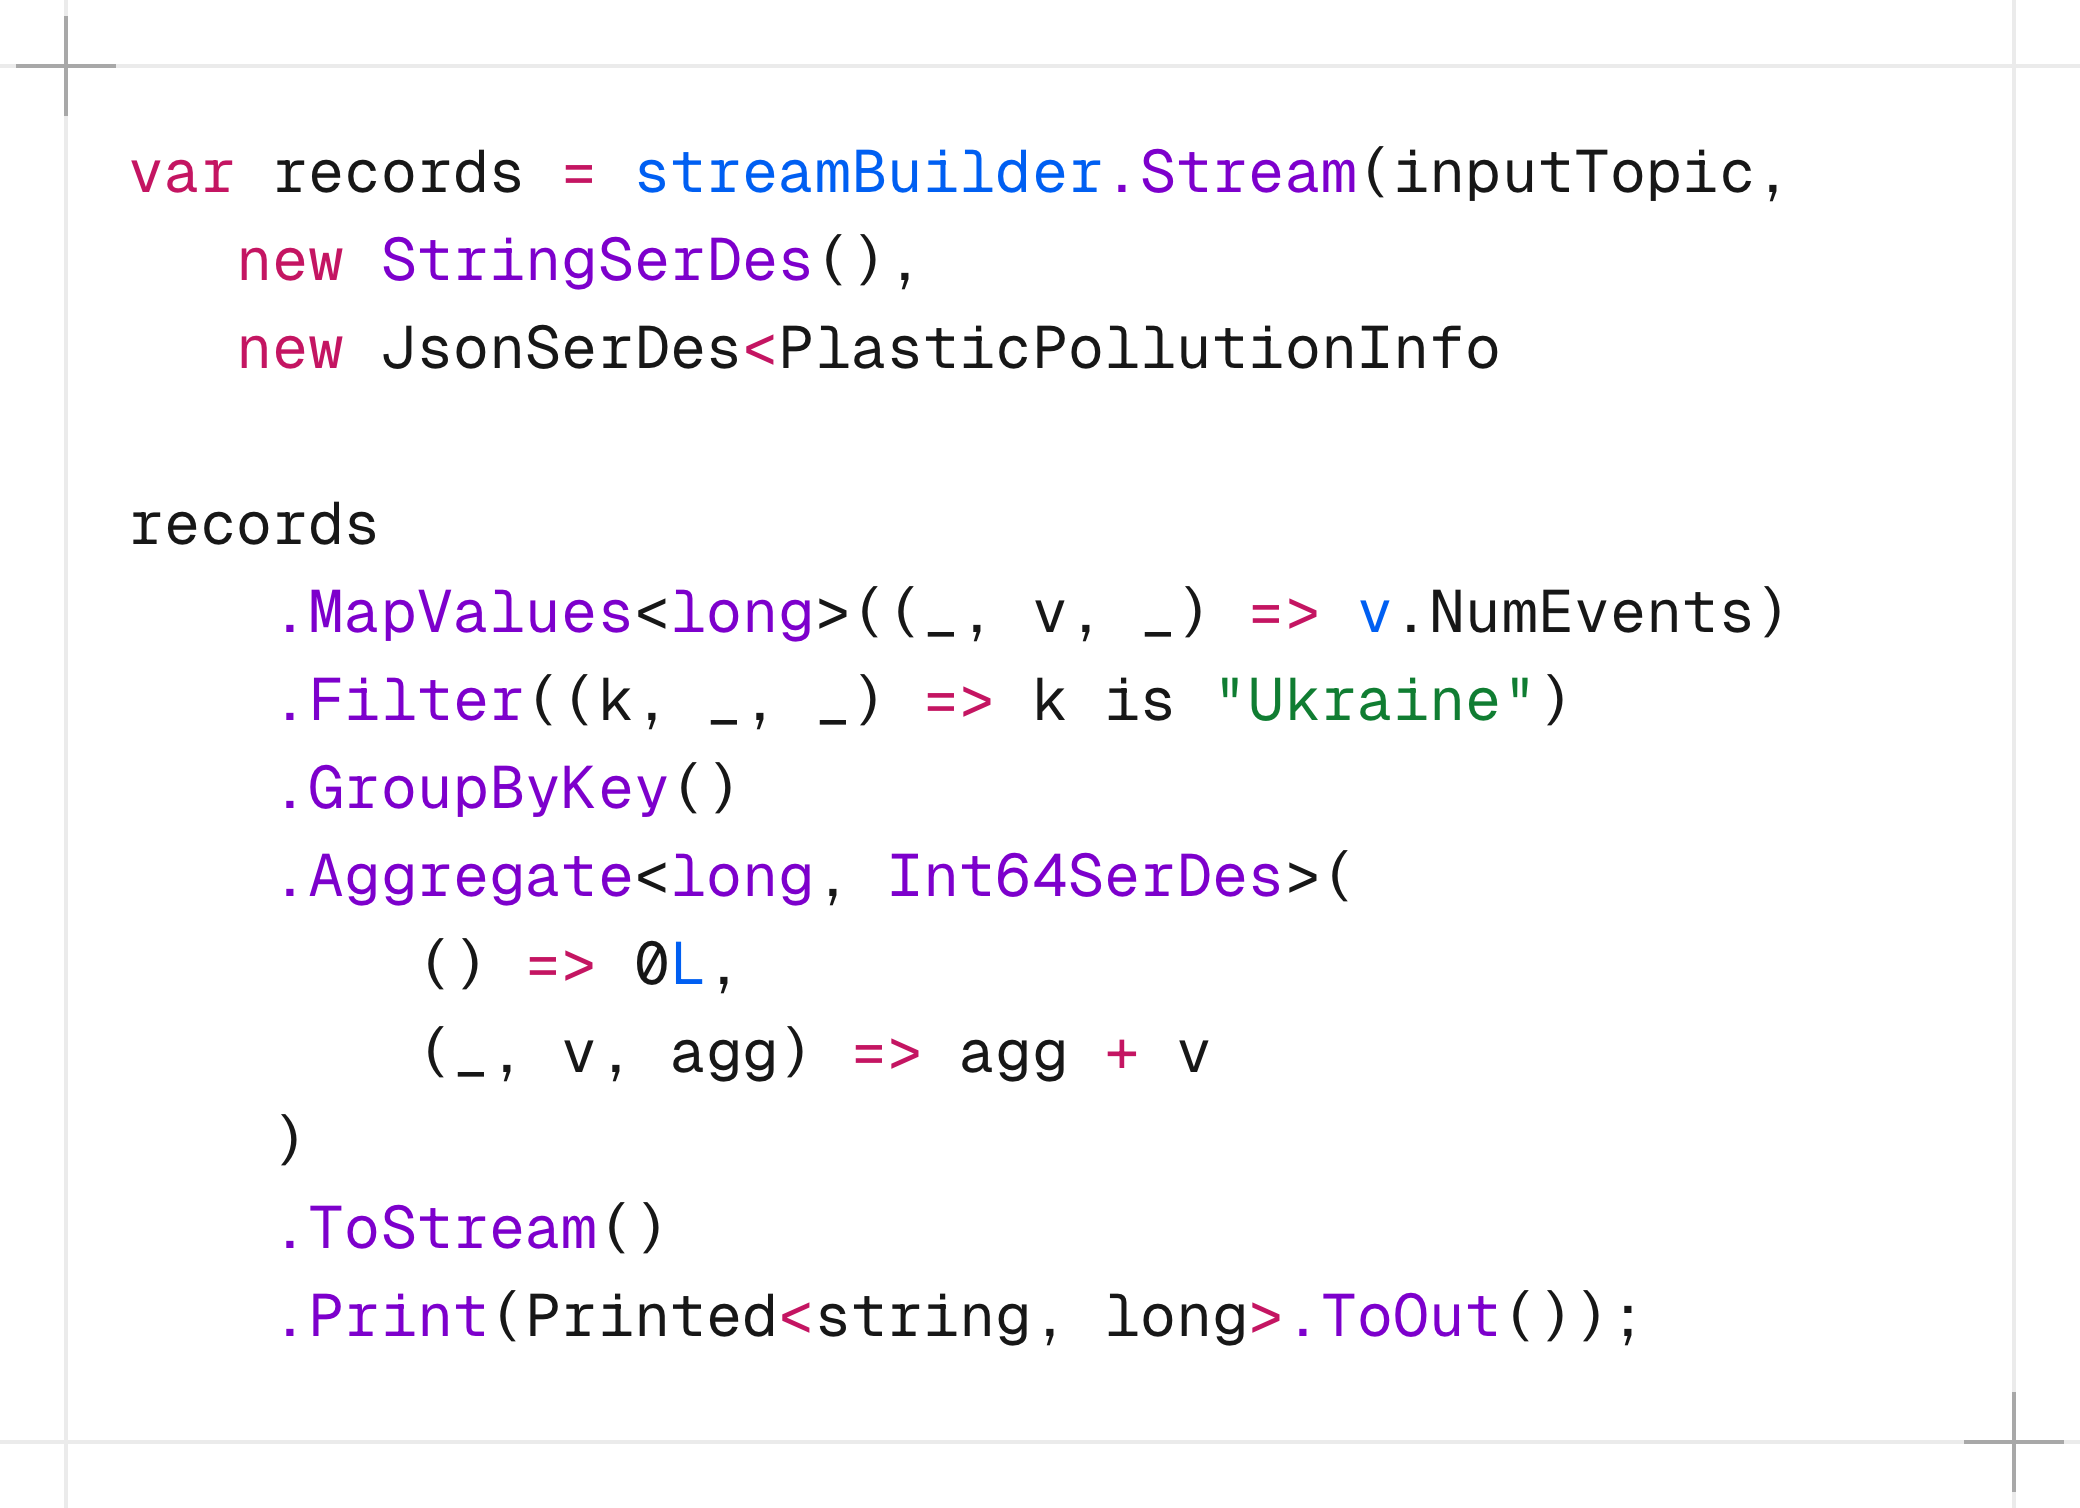 var records = streamBuilder.Stream(inputTopic,
   new StringSerDes(),
   new JsonSerDes<PlasticPollutionInfo

records
    .MapValues<long>((_, v, _) => v.NumEvents)
    .Filter((k, _, _) => k is "Ukraine")
    .GroupByKey()
    .Aggregate<long, Int64SerDes>(
        () => 0L,
        (_, v, agg) => agg + v
    )
    .ToStream()
    .Print(Printed<string, long>.ToOut());